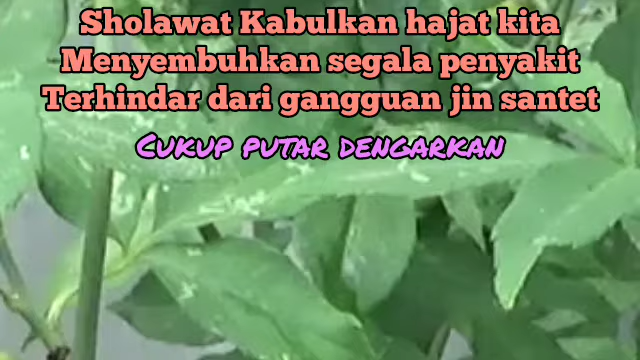 Sholawat Kabulkan hajat kita
Menyembuhkan segala penyakit
Terhindar dari gangguan jin santet
Cukup putar dengarkan